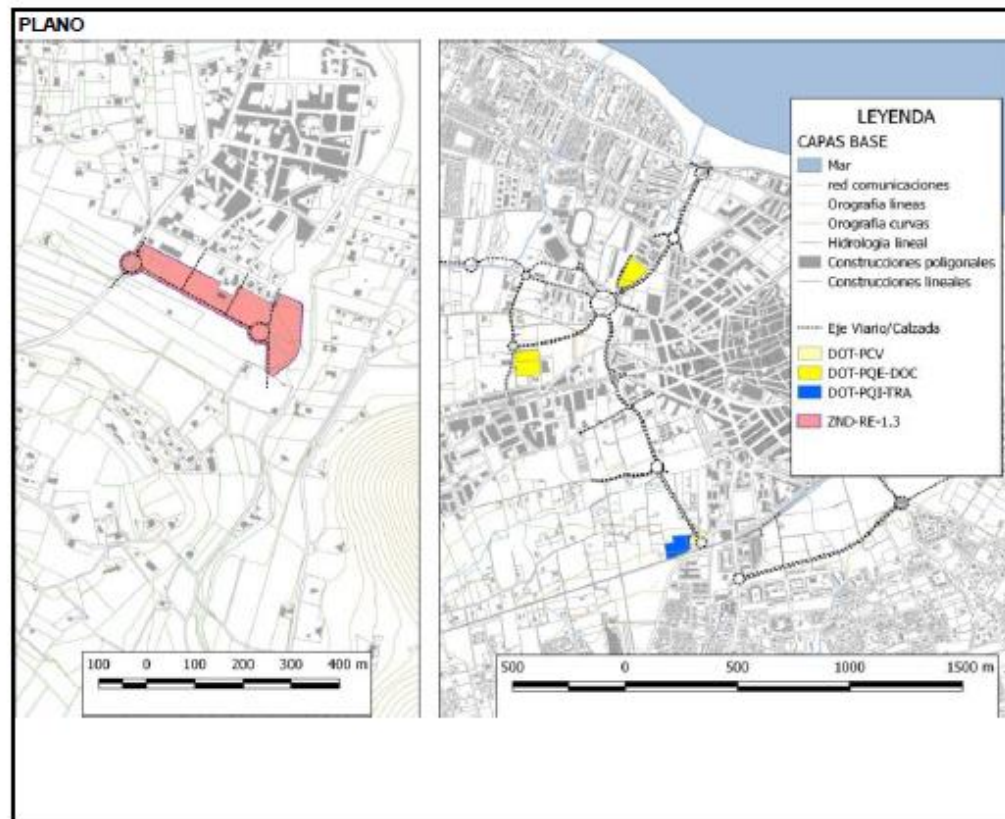 PLANO
100 0 100 200 300 400 m
500 0 500 1000 1500 m
LEYENDA
CAPAS BASE
Mar
red comunicaciones
Orografia lineas
Orografia curvas
Hidrologia lineal
Construcciones poligonales
Construcciones lineales
Eje Viario/Calzada
DOT-PCV
DOT-PQE-DOC
DOT-PQI-TRA
ZND-RE-1.3